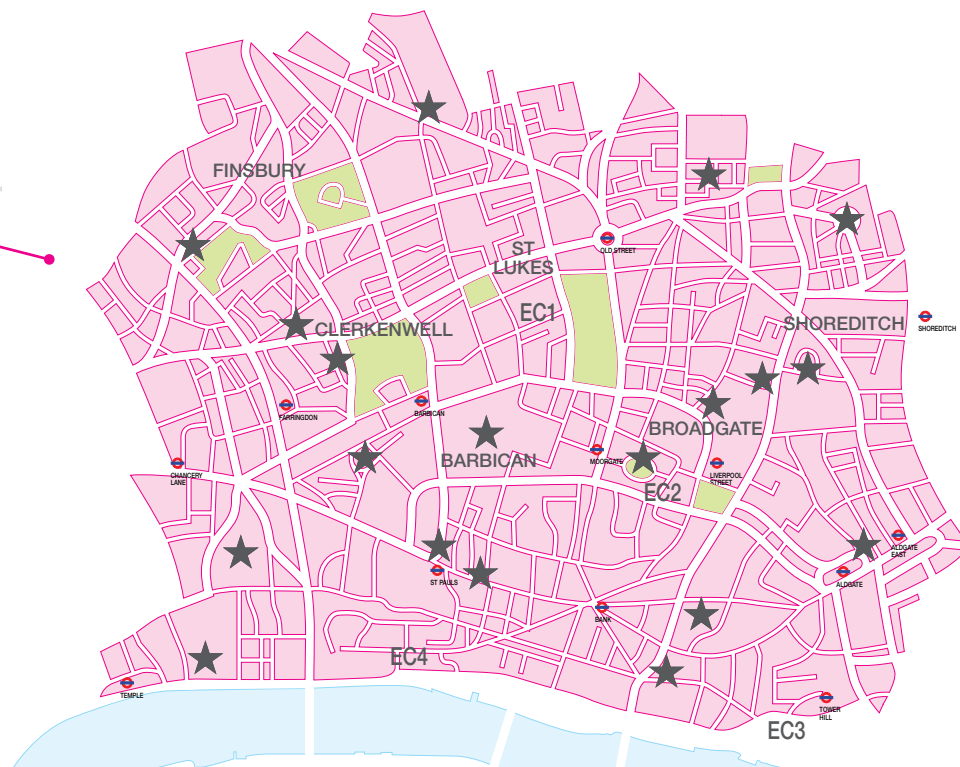 FINSBURY
ST
LUKES
OLD STREET
EC1
SHOREDITCH
SHOREDITCH
CLERKENWELL
FARRINGDON
BARBICAN
BROADGATE
BARBICAN
MOORGATE
CHANCERY
LANE
LIVERPOOL
STREET
EC2
ALDGATE
EAST
ST PAULS
ALDGATE
BANK
EC4
TEMPLE
TOWER
HILL
EC3